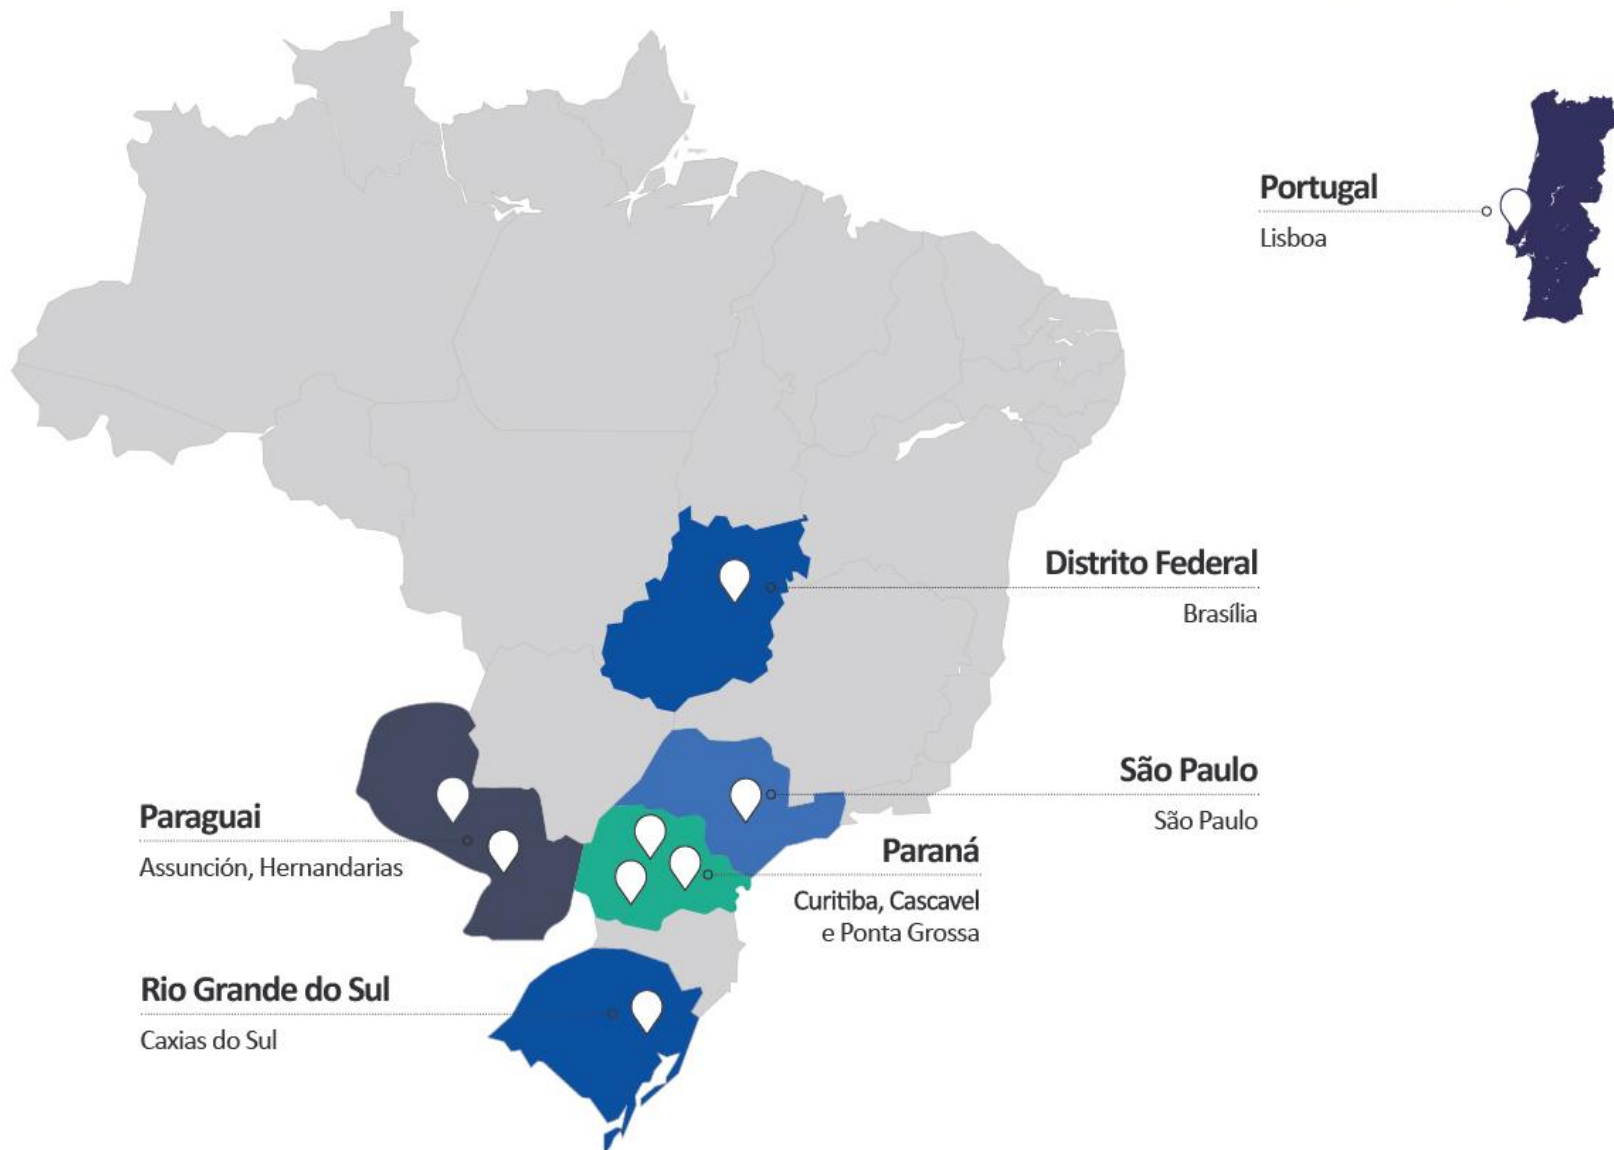 Portugal
Lisboa
Distrito Federal
Brasília
São Paulo
São Paulo
Paraguai
Assunción, Hernandarias
Paraná
Curitiba, Cascavel
e Ponta Grossa
Rio Grande do Sul
Caxias do Sul